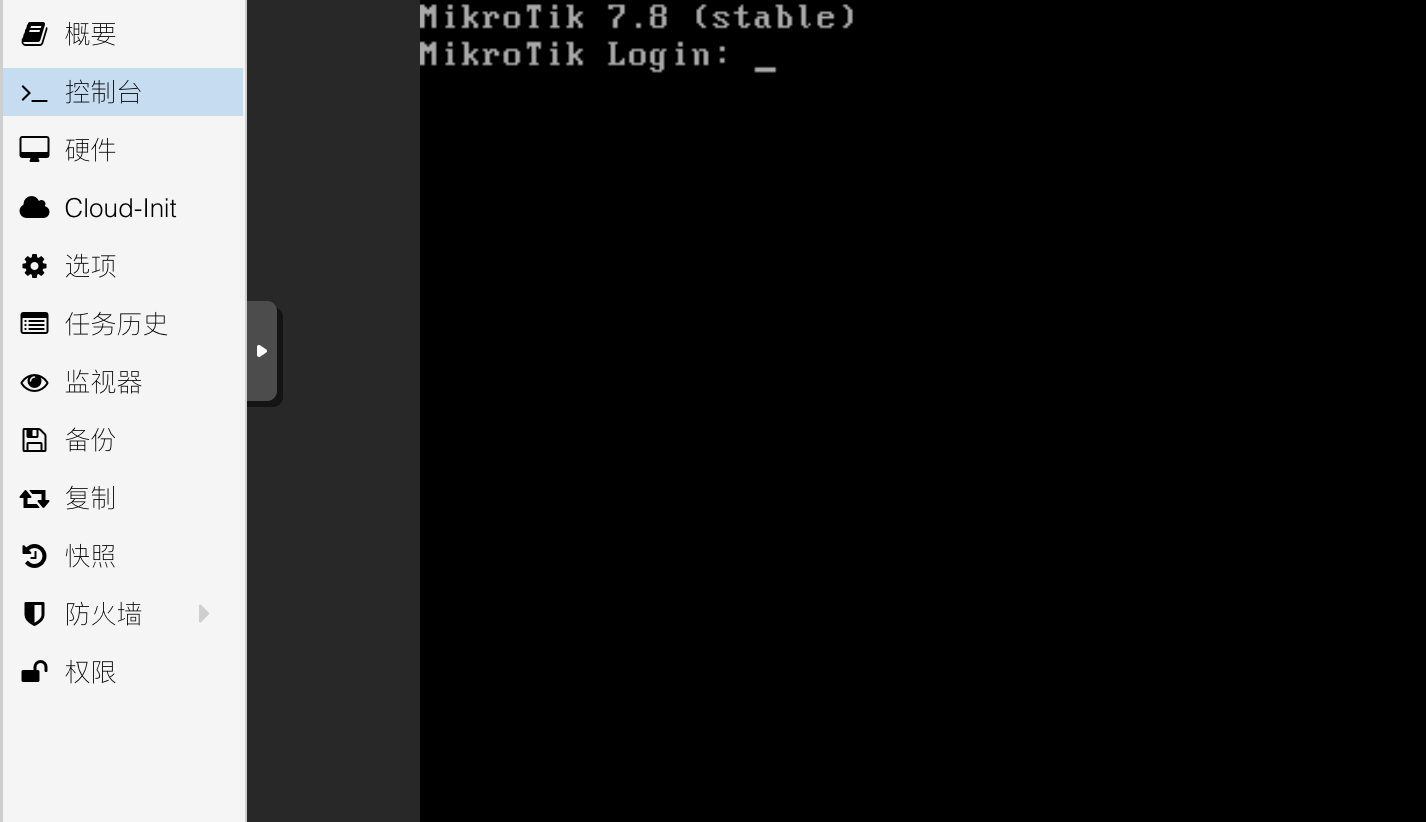 概要
控制台
硬件
Cloud-Init
选项
任务历史
监视器
备份
复制
快照
防火墙
权限
MikroTik 7.8 (stable)
MikroTik Login: _